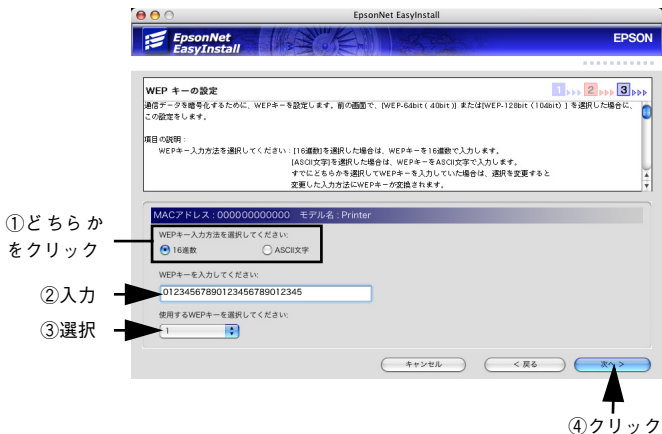 EpsonNet EasyInstall
EpsonNet
EasyInstall
EPSON
WEP キーの設定
1 2 3
通信データを暗号化するために、WEPキーを設定します。前の画面で、[WEP-64bit（40bit）] または[WEP-128bit（104bit）] を選択した場合に、
この設定をします。
項目の説明：
WEPキー入力方法を選択してください：[16進数]を選択した場合は、WEPキーを16進数で入力します。
[ASCII文字]を選択した場合は、WEPキーをASCII文字で入力します。
すでにどちらかを選択してWEPキーを入力していた場合は、選択を変更すると
変更した入力方法にWEPキーが変換されます。
MACアドレス：000000000000 モデル名：Printer
①どちらか
をクリック
WEPキー入力方法を選択してください:
16進数 ASCII文字
WEPキーを入力してください:
②入力
01234567890123456789012345
使用するWEPキーを選択してください:
③選択
1
キャンセル < 戻る 次へ >
④クリック